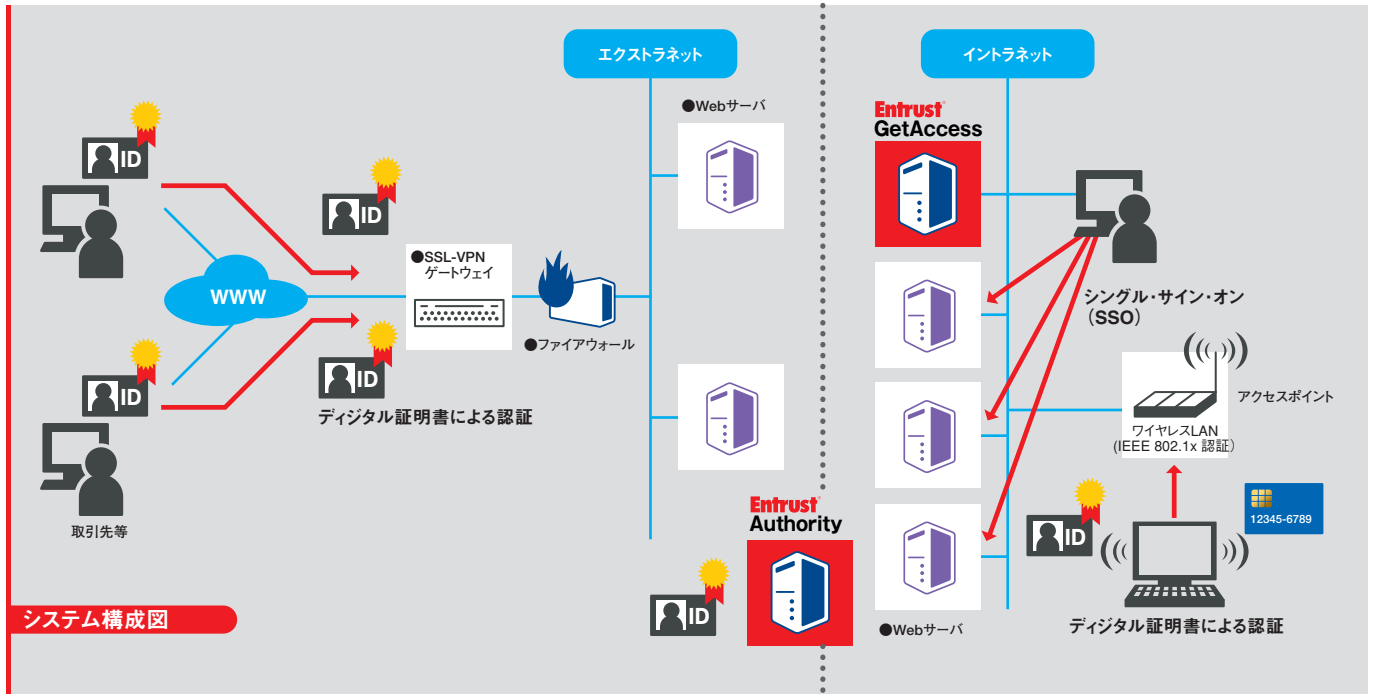 エクストラネット
イントラネット
●Webサーバ
Entrust
GetAccess
ID
ID
●SSL-VPN
ゲートウェイ
WWW
●ファイアウォール
シングル・サイン・オン
(SSO)
ID
ID
ディジタル証明書による認証
アクセスポイント
ワイヤレスLAN
(IEEE 802.1x 認証)
取引先等
Entrust
Authority
12345-6789
ID
ID
システム構成図
●Webサーバ
ディジタル証明書による認証